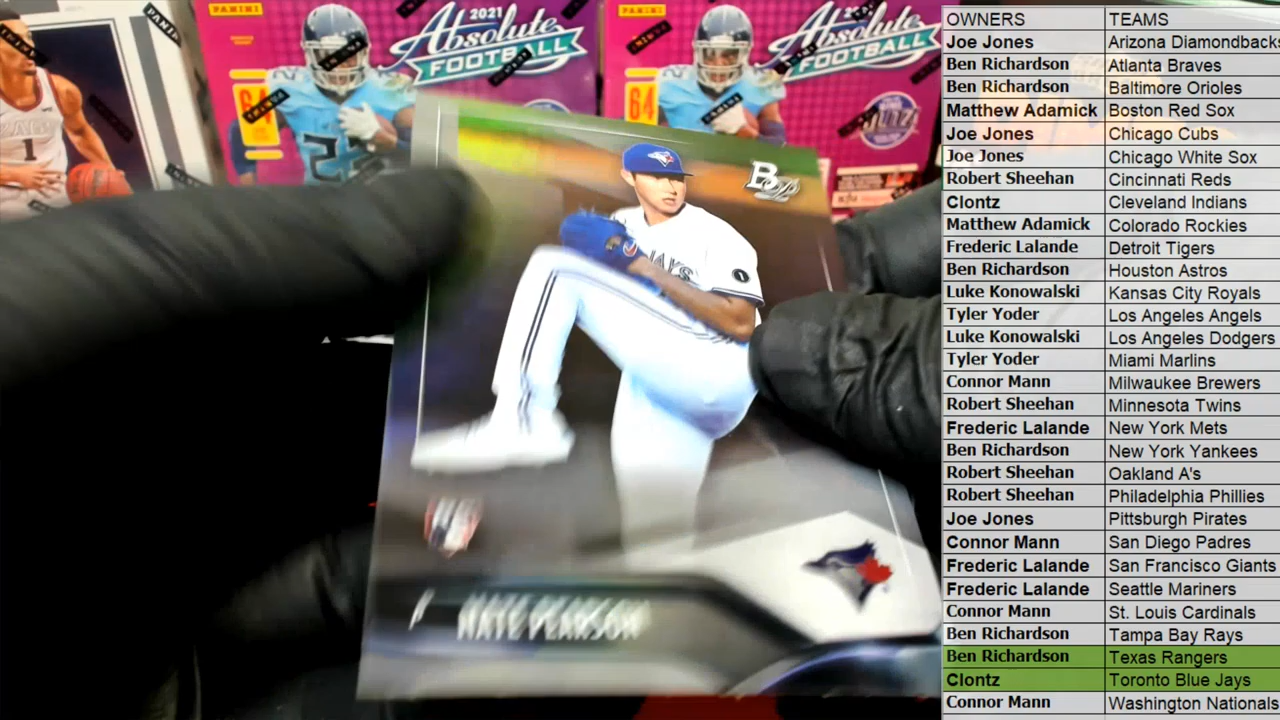 PANINI
2021
Absolute
FOOTBALL
64
22
PANINI
Absolute
FOOTBALL
64
1
B
JAYS
1
NATE PEARSON
OWNERS TEAMS
Joe Jones Arizona Diamondbacks
Ben Richardson Atlanta Braves
Ben Richardson Baltimore Orioles
Matthew Adamick Boston Red Sox
Joe Jones Chicago Cubs
Joe Jones Chicago White Sox
Robert Sheehan Cincinnati Reds
Clontz Cleveland Indians
Matthew Adamick Colorado Rockies
Frederic Lalande Detroit Tigers
Ben Richardson Houston Astros
Luke Konowalski Kansas City Royals
Tyler Yoder Los Angeles Angels
Luke Konowalski Los Angeles Dodgers
Tyler Yoder Miami Marlins
Connor Mann Milwaukee Brewers
Robert Sheehan Minnesota Twins
Frederic Lalande New York Mets
Ben Richardson New York Yankees
Robert Sheehan Oakland A's
Robert Sheehan Philadelphia Phillies
Joe Jones Pittsburgh Pirates
Connor Mann San Diego Padres
Frederic Lalande San Francisco Giants
Frederic Lalande Seattle Mariners
Connor Mann St. Louis Cardinals
Ben Richardson Tampa Bay Rays
Ben Richardson Texas Rangers
Clontz Toronto Blue Jays
Connor Mann Washington Nationals